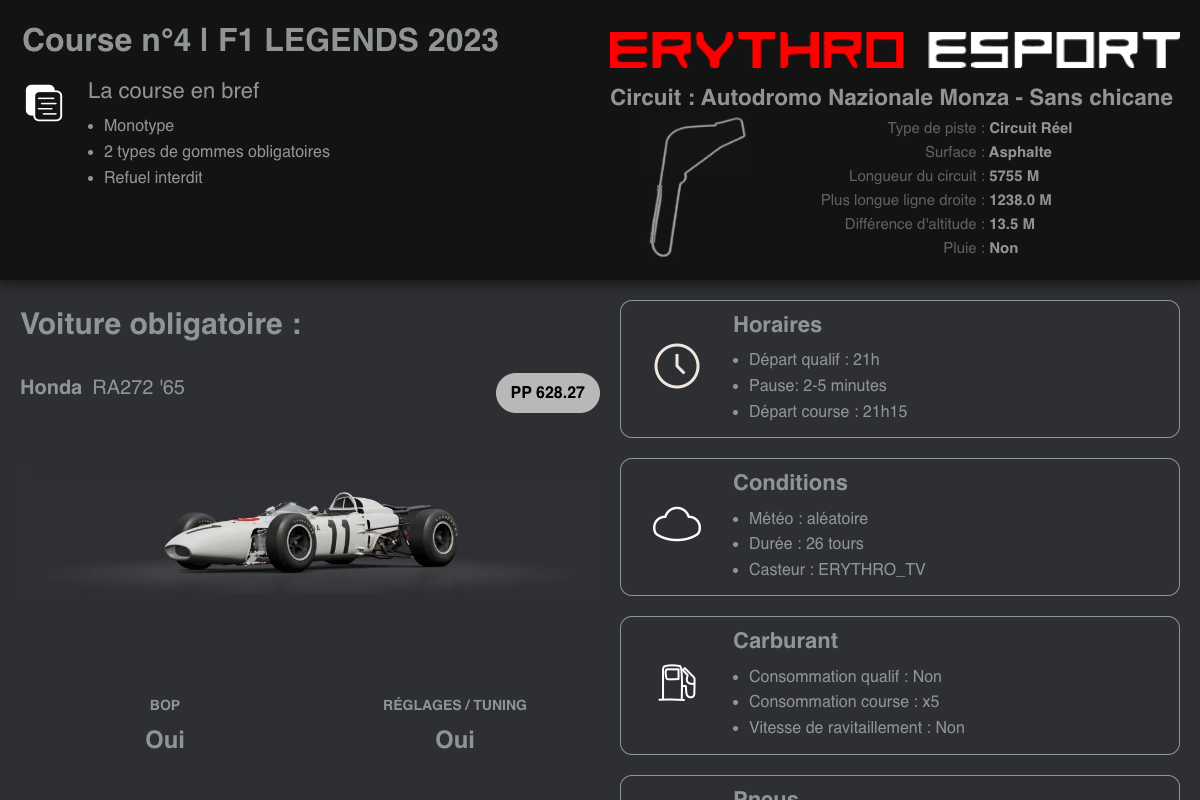 Course n°4 | F1 LEGENDS 2023
La course en bref
Monotype
2 types de gommes obligatoires
Refuel interdit
ERYTHRO ESPORT
Circuit : Autodromo Nazionale Monza - Sans chicane
Type de piste : Circuit Réel
Surface : Asphalte
Longueur du circuit : 5755 M
Plus longue ligne droite : 1238.0 M
Différence d'altitude : 13.5 M
Pluie : Non
Voiture obligatoire :
Honda RA272 '65
PP 628.27
11
BOP
Oui
RÉGLAGES / TUNING
Oui
Horaires
Départ qualif : 21h
Pause: 2-5 minutes
Départ course : 21h15
Conditions
Météo : aléatoire
Durée : 26 tours
Casteur : ERYTHRO_TV
Carburant
Consommation qualif : Non
Consommation course : x5
Vitesse de ravitaillement : Non
Pneus